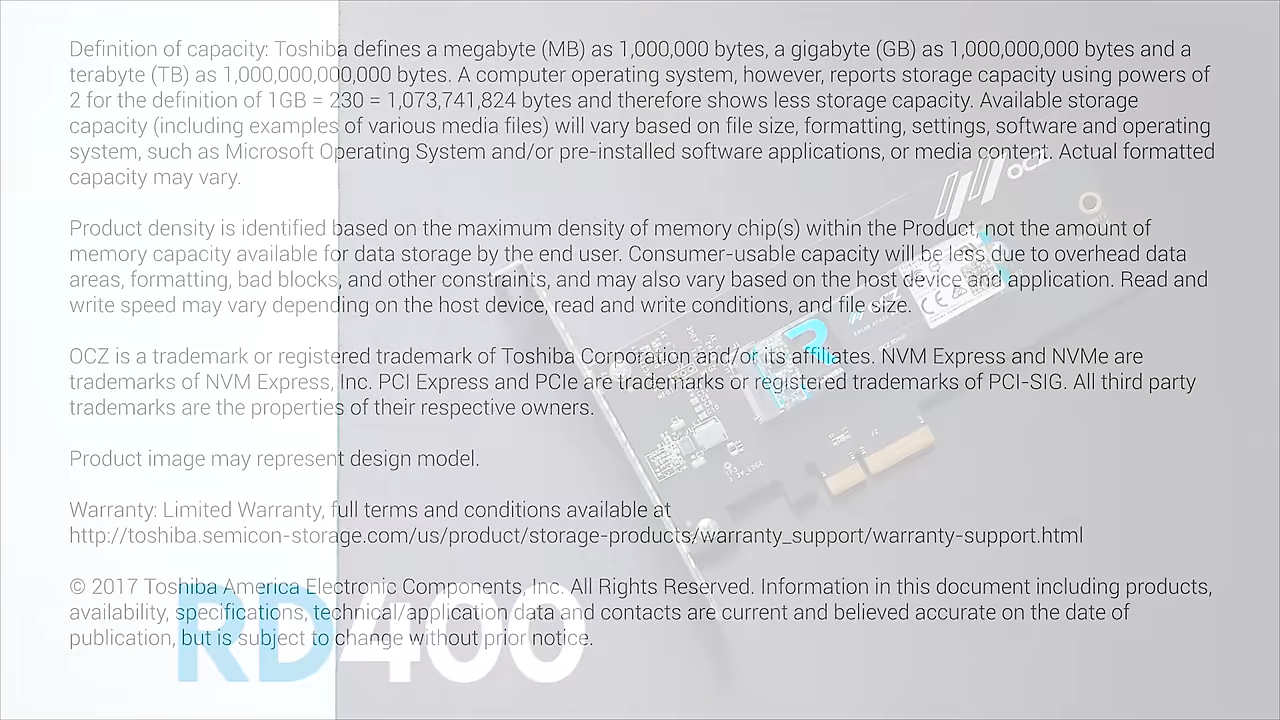 Definition of capacity: Toshiba defines a megabyte (MB) as 1,000,000 bytes, a gigabyte (GB) as 1,000,000,000 bytes and a
terabyte (TB) as 1,000,000,000,000 bytes. A computer operating system, however, reports storage capacity using powers of
2 for the definition of 1GB = 230 = 1,073,741,824 bytes and therefore shows less storage capacity. Available storage
capacity (including examples of various media files) will vary based on file size, formatting, settings, software and operating
system, such as Microsoft Operating System and/or pre-installed software applications, or media content. Actual formatted
capacity may vary.
OCZ
Product density is identified based on the maximum density of memory chip(s) within the Product, not the amount of
memory capacity available for data storage by the end user. Consumer-usable capacity will be less due to overhead data
areas, formatting, bad blocks, and other constraints, and may also vary based on the host device and application. Read and
write speed may vary depending on the host device, read and write conditions, and file size.
OCZ is a trademark or registered trademark of Toshiba Corporation and/or its affiliates. NVM Express and NVMe are
trademarks of NVM Express, Inc. PCI Express and PCIe are trademarks or registered trademarks of PCI-SIG. All third party
trademarks are the properties of their respective owners.
Product image may represent design model.
Warranty: Limited Warranty, full terms and conditions available at
http://toshiba.semicon-storage.com/us/product/storage-products/warranty_support/warranty-support.html
© 2017 Toshiba America Electronic Components, Inc. All Rights Reserved. Information in this document including products,
availability, specifications, technical/application data and contacts are current and believed accurate on the date of
publication, but is subject to change without prior notice.
RD400